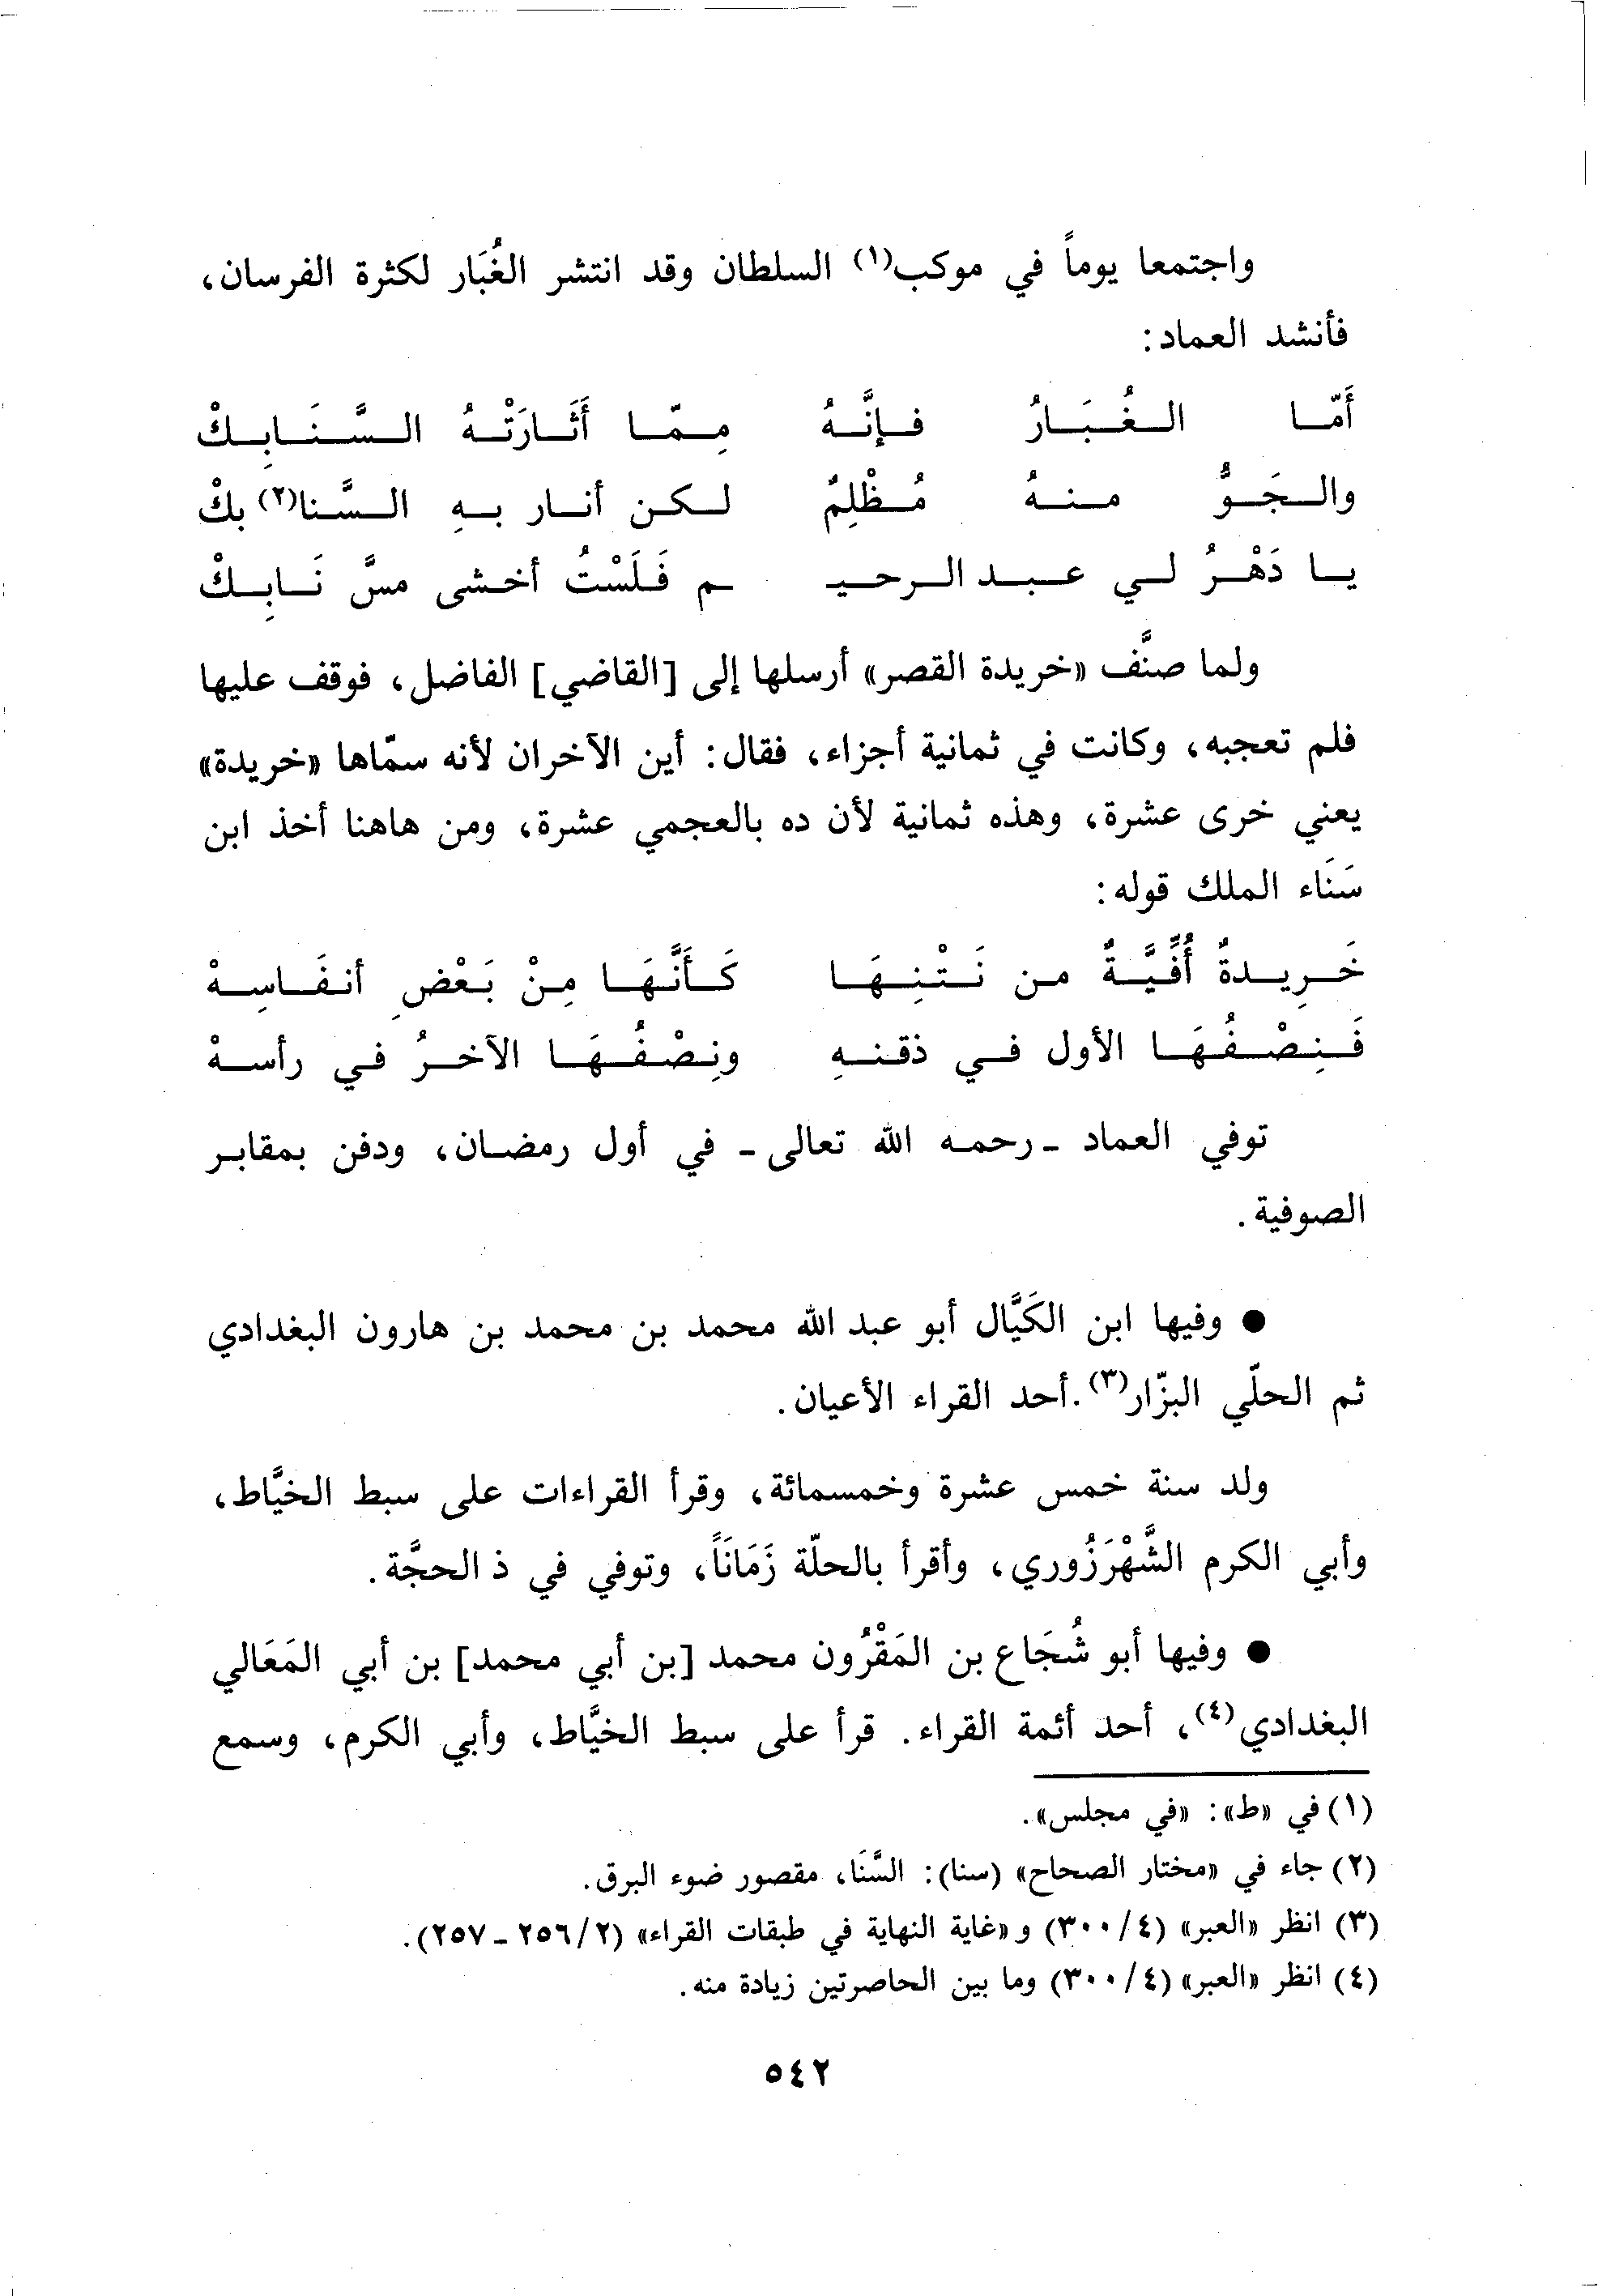 واجتمعا يوماً في موكب(١) السلطان وقد انتشر الغُبَار لكثرة الفرسان،
فأنشد العماد:
أَمّا الغُبَارُ فإنَّهُ مِمّا أَثَارَتْهُ السَّنَابِكْ
والجَوُّ منهُ مُظْلِمٌ لكن أنار بهِ السَّنا(٢) بكْ
يا دَهْرُ لي عبد الرحيـ ـم فَلَسْتُ أخشى مسَّ نَابِكْ
ولما صنَّف «خريدة القصر» أرسلها إلى [القاضي] الفاضل، فوقف عليها
فلم تعجبه، وكانت في ثمانية أجزاء، فقال: أين الآخران لأنه سمّاها «خريدة»
يعني خرى عشرة، وهذه ثمانية لأن ده بالعجمي عشرة، ومن هاهنا أخذ ابن
سَنَاء الملك قوله:
خَرِيدةٌ أُفِّيَّةٌ من نَتْنِهَا كَأَنَّهَا مِنْ بَعْضِ أنفَاسِهْ
فَنِصْفُهَا الأول في ذقنهِ ونِصْفُهَا الآخرُ في رأسهْ
توفي العماد ـ رحمه الله تعالى ـ في أول رمضان، ودفن بمقابر
الصوفية.
● وفيها ابن الكَيَّال أبو عبد الله محمد بن محمد بن هارون البغدادي
ثم الحلّي البزّار(٣). أحد القراء الأعيان.
ولد سنة خمس عشرة وخمسمائة، وقرأ القراءات على سبط الخيَّاط،
وأبي الكرم الشَّهْرَزُوري، وأقرأ بالحلّة زَمَانَاً، وتوفي في ذ الحجَّة.
● وفيها أبو شُجَاع بن المَقْرُون محمد [بن أبي محمد] بن أبي المَعَالي
البغدادي(٤)، أحد أئمة القراء. قرأ على سبط الخيَّاط، وأبي الكرم، وسمع
(١) في «ط»: «في مجلس».
(٢) جاء في «مختار الصحاح» (سنا): السَّنَا، مقصور ضوء البرق.
(٣) انظر «العبر» (٤/ ٣٠٠) و«غاية النهاية في طبقات القراء» (٢/ ٢٥٦ ـ ٢٥٧).
(٤) انظر «العبر» (٤/ ٣٠٠) وما بين الحاصرتين زيادة منه.
٥٤٢